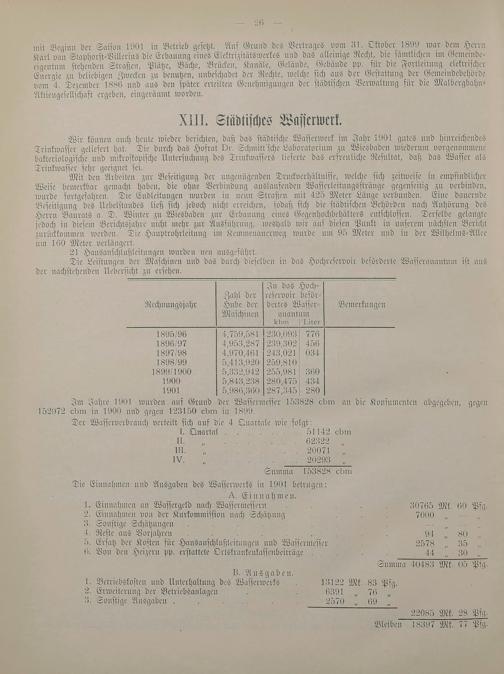 — 26 —
mit Beginn der Saison 1901 in Betrieb gesetzt. Auf Grund des Vertrages vom 31. Oktober 1899 war dem Herrn
Karl van Staphorst-Villerius die Erbauung eines Elektrizitätswerkes und das alleinige Recht, die sämtlichen im Gemeinde-
eigentum stehenden Straßen, Plätze, Bäche, Brücken, Kanäle, Gelände, Gebäude pp. für die Fortleitung elektrischer
Energie zu beliebigen Zwecken zu benutzen, unbeschadet der Rechte, welche sich aus der Gestattung der Gemeindebehörde
vom 4. Dezember 1886 und aus den später erteilten Genehmigungen der städtischen Verwaltung für die Malbergbahn-
Aktiengesellschaft ergeben, eingeräumt worden.
XIII. Städtisches Wasserwerk.
Wir können auch heute wieder berichten, daß das städtische Wasserwerk im Jahr 1901 gutes und hinreichendes
Trinkwasser geliefert hat. Die durch das Hofrat Dr. Schmitt'sche Laboratorium zu Wiesbaden wiederum vorgenommene
bakteriologische und mikroskopische Untersuchung des Trinkwassers lieferte das erfreuliche Resultat, daß das Wasser als
Trinkwasser sehr geeignet sei.
Mit den Arbeiten zur Beseitigung der ungenügenden Druckverhältnisse, welche sich zeitweise in empfindlicher
Weise bemerkbar gemacht haben, die ohne Verbindung auslaufenden Wasserleitungsstränge gegenseitig zu verbinden,
wurde fortgefahren. Die Endleitungen wurden in neun Straßen mit 425 Meter Länge verbunden. Eine dauernde
Beseitigung des Uebelstandes ließ sich jedoch nicht erreichen, sodaß sich die städtischen Behörden nach Anhörung des
Herrn Baurats a. D. Winter zu Wiesbaden zur Erbauung eines Gegenhochbehälters entschlossen. Derselbe gelangte
jedoch in diesem Berichtsjahr nicht mehr zur Ausführung, weshalb wir auf diesen Punkt in unserem nächsten Bericht
zurückkommen werden. Die Hauptrohrleitung im Kemmenauerweg wurde um 95 Meter und in der Wilhelms-Allee
um 160 Meter verlängert.
21 Hausanschlußleitungen wurden neu ausgeführt.
Die Leistungen der Maschinen und das durch dieselben in das Hochreservoir beförderte Wasserquantum ist aus
der nachstehenden Uebersicht zu ersehen.
Rechnungsjahr Zahl der Hube der Maschinen In das Hochreservoir befördertes Wasserquantum kbm Liter Bemerkungen
1895/96 4,759,581 230,093 776
1896/97 4,953,287 239,302 456
1897/98 4,970,461 243,021 034
1898/99 5,413,920 259,810
1899/1900 5,332,942 255,981 360
1900 5,843,238 280,475 434
1901 5,986,360 287,345 280
Im Jahre 1901 wurden auf Grund der Wassermesser 153828 cbm an die Konsumenten abgegeben, gegen
152972 cbm in 1900 und gegen 123150 cbm in 1899.
Der Wasserverbrauch verteilt sich auf die 4 Quartale wie folgt:
I. Quartal . . . . . . 51142 cbm
II. „ . . . . . . 62322 „
III. „ . . . . . . 20071 „
IV. „ . . . . . . 20293 „
Summa 153828 cbm
Die Einnahmen und Ausgaben des Wasserwerks in 1901 betrugen:
A. Einnahmen.
1. Einnahmen an Wassergeld nach Wassermessern . . . 30765 Mk. 60 Pfg.
2. Einnahmen von der Kurkommission nach Schätzung . . . 7000 „ — „
3. Sonstige Schätzungen . . .
4. Reste aus Vorjahren . . . 94 „ 80 „
5. Ersatz der Kosten für Hausanschlußleitungen und Wassermesser . . . 2578 „ 35 „
6. Von den Heizern pp. erstattete Ortskrankenkassenbeiträge . . . 44 „ 30 „
Summa 40483 Mk. 05 Pfg.
B. Ausgaben.
1. Betriebskosten und Unterhaltung des Wasserwerks . 13122 Mk. 83 Pfg.
2. Erweiterung der Betriebsanlagen . . 6391 „ 76 „
3. Sonstige Ausgaben . . . 2570 „ 69 „
22085 Mk. 28 Pfg.
Bleiben 18397 Mk. 77 Pfg.